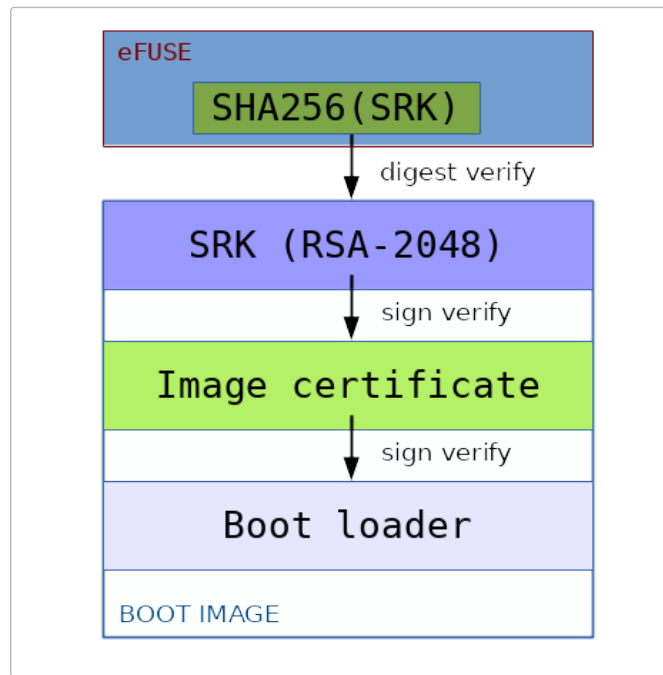 eFUSE
SHA256(SRK)
digest verify
SRK (RSA-2048)
sign verify
Image certificate
sign verify
Boot loader
BOOT IMAGE